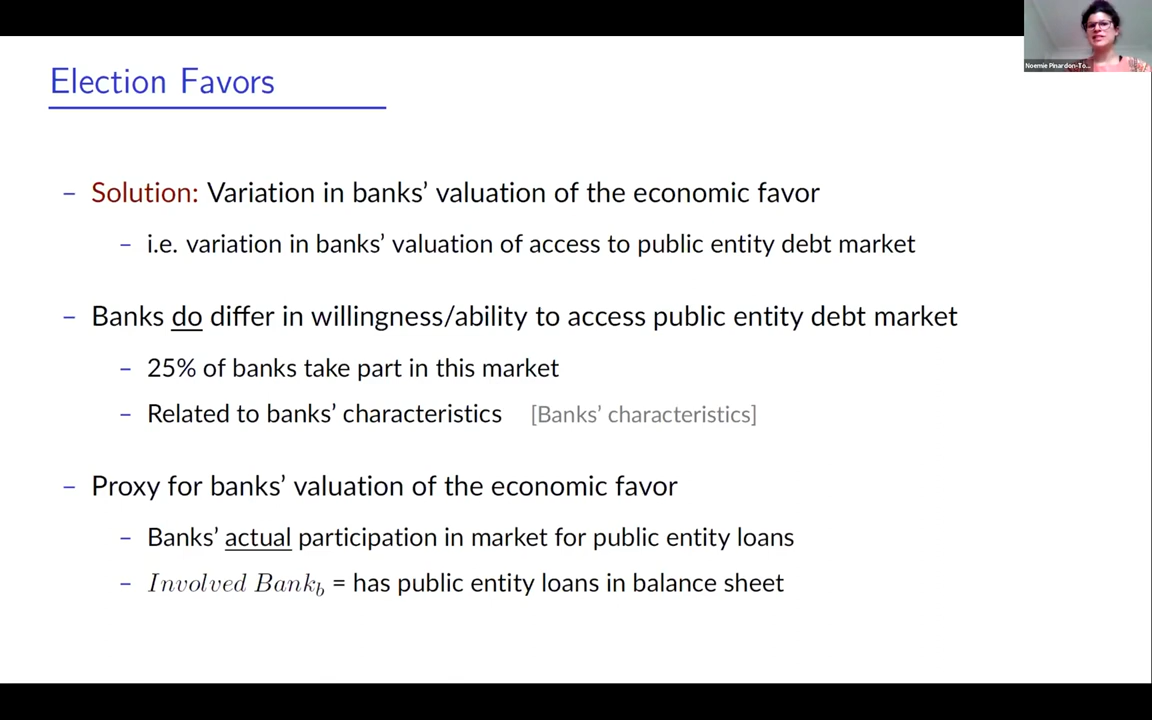 Noemie Pinardon-To...
Election Favors
– Solution: Variation in banks’ valuation of the economic favor
– i.e. variation in banks’ valuation of access to public entity debt market
– Banks do differ in willingness/ability to access public entity debt market
– 25% of banks take part in this market
– Related to banks’ characteristics [Banks’ characteristics]
– Proxy for banks’ valuation of the economic favor
– Banks’ actual participation in market for public entity loans
– Involved Bank_b = has public entity loans in balance sheet